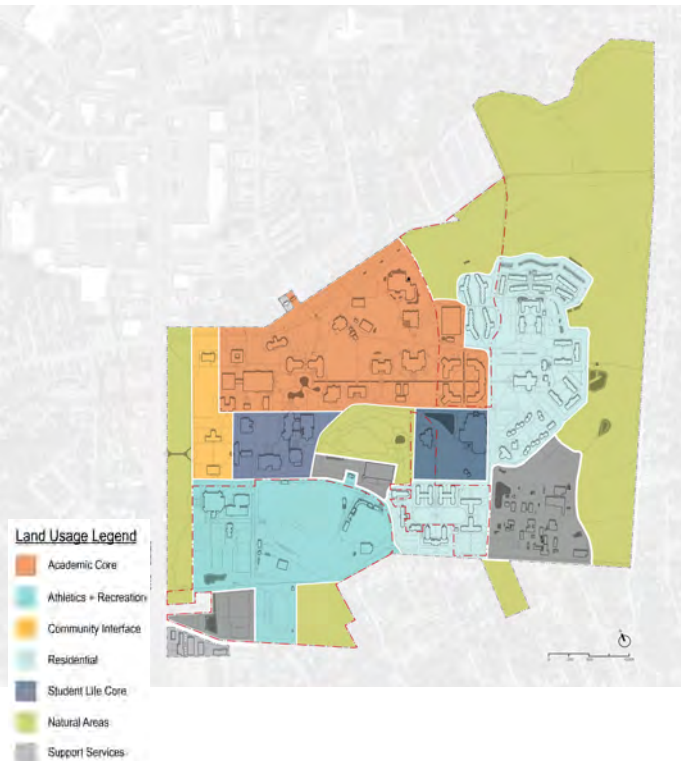 Land Usage Legend
Academic Core
Athletics + Recreation
Community Interface
Residential
Student Life Core
Natural Areas
Support Services